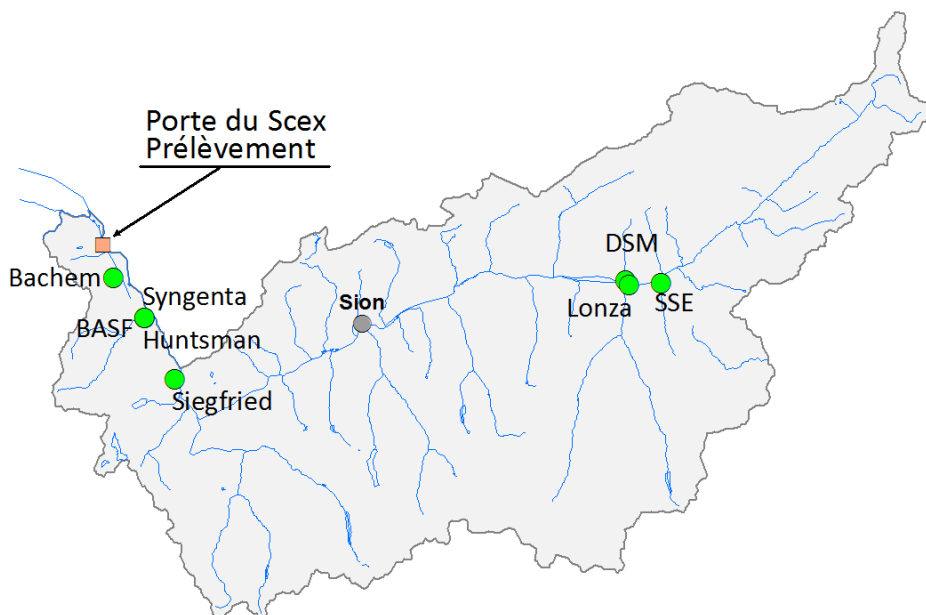 Porte du Scex
Prélèvement
DSM
Bachem
Syngenta
Sion
Lonza
SSE
BASF
Huntsman
Siegfried